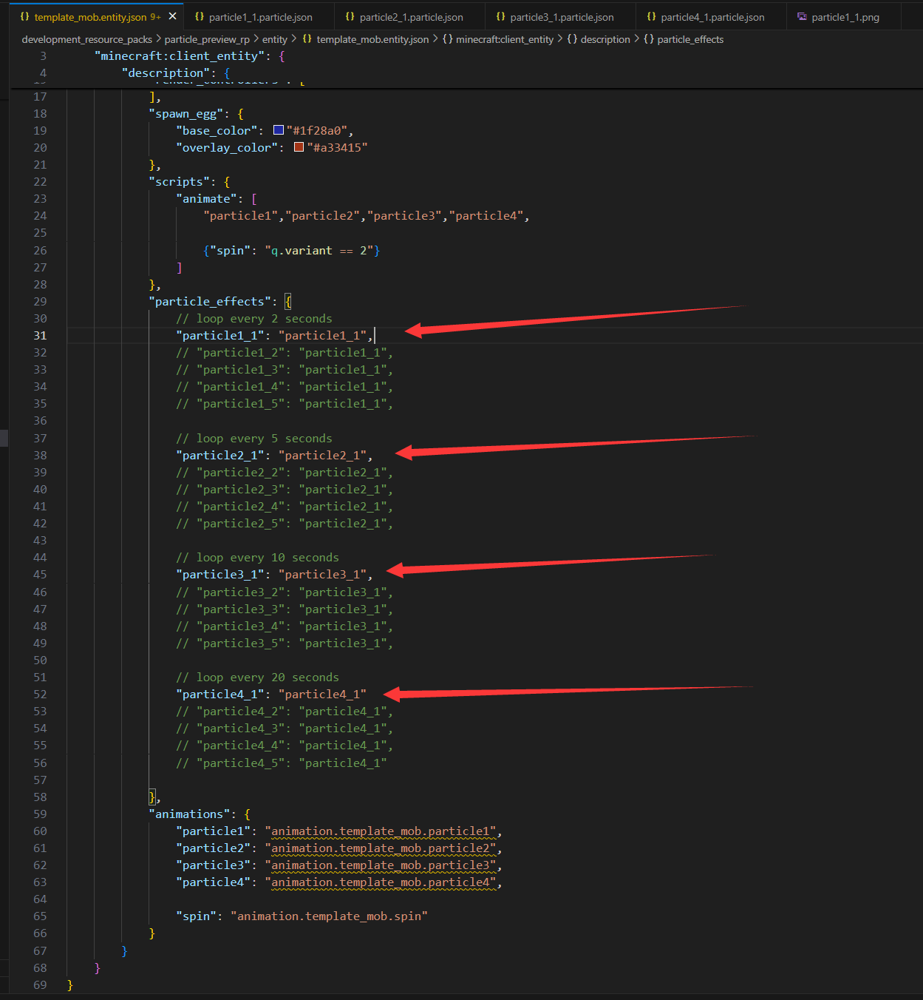 {} template_mob.entity.json 9+ × {} particle1_1.particle.json {} particle2_1.particle.json {} particle3_1.particle.json {} particle4_1.particle.json particle1_1.png
development_resource_packs > particle_preview_rp > entity > {} template_mob.entity.json > {} minecraft:client_entity > {} description > {} particle_effects
3 "minecraft:client_entity": {
4 "description": {
17 ],
18 "spawn_egg": {
19 "base_color": "#1f28a0",
20 "overlay_color": "#a33415"
21 },
22 "scripts": {
23 "animate": [
24 "particle1","particle2","particle3","particle4",
25
26 {"spin": "q.variant == 2"}
27 ]
28 },
29 "particle_effects": {
30 // loop every 2 seconds
31 "particle1_1": "particle1_1",
32 // "particle1_2": "particle1_1",
33 // "particle1_3": "particle1_1",
34 // "particle1_4": "particle1_1",
35 // "particle1_5": "particle1_1",
36
37 // loop every 5 seconds
38 "particle2_1": "particle2_1",
39 // "particle2_2": "particle2_1",
40 // "particle2_3": "particle2_1",
41 // "particle2_4": "particle2_1",
42 // "particle2_5": "particle2_1",
43
44 // loop every 10 seconds
45 "particle3_1": "particle3_1",
46 // "particle3_2": "particle3_1",
47 // "particle3_3": "particle3_1",
48 // "particle3_4": "particle3_1",
49 // "particle3_5": "particle3_1",
50
51 // loop every 20 seconds
52 "particle4_1": "particle4_1"
53 // "particle4_2": "particle4_1",
54 // "particle4_3": "particle4_1",
55 // "particle4_4": "particle4_1",
56 // "particle4_5": "particle4_1"
57
58 },
59 "animations": {
60 "particle1": "animation.template_mob.particle1",
61 "particle2": "animation.template_mob.particle2",
62 "particle3": "animation.template_mob.particle3",
63 "particle4": "animation.template_mob.particle4",
64
65 "spin": "animation.template_mob.spin"
66 }
67 }
68 }
69 }